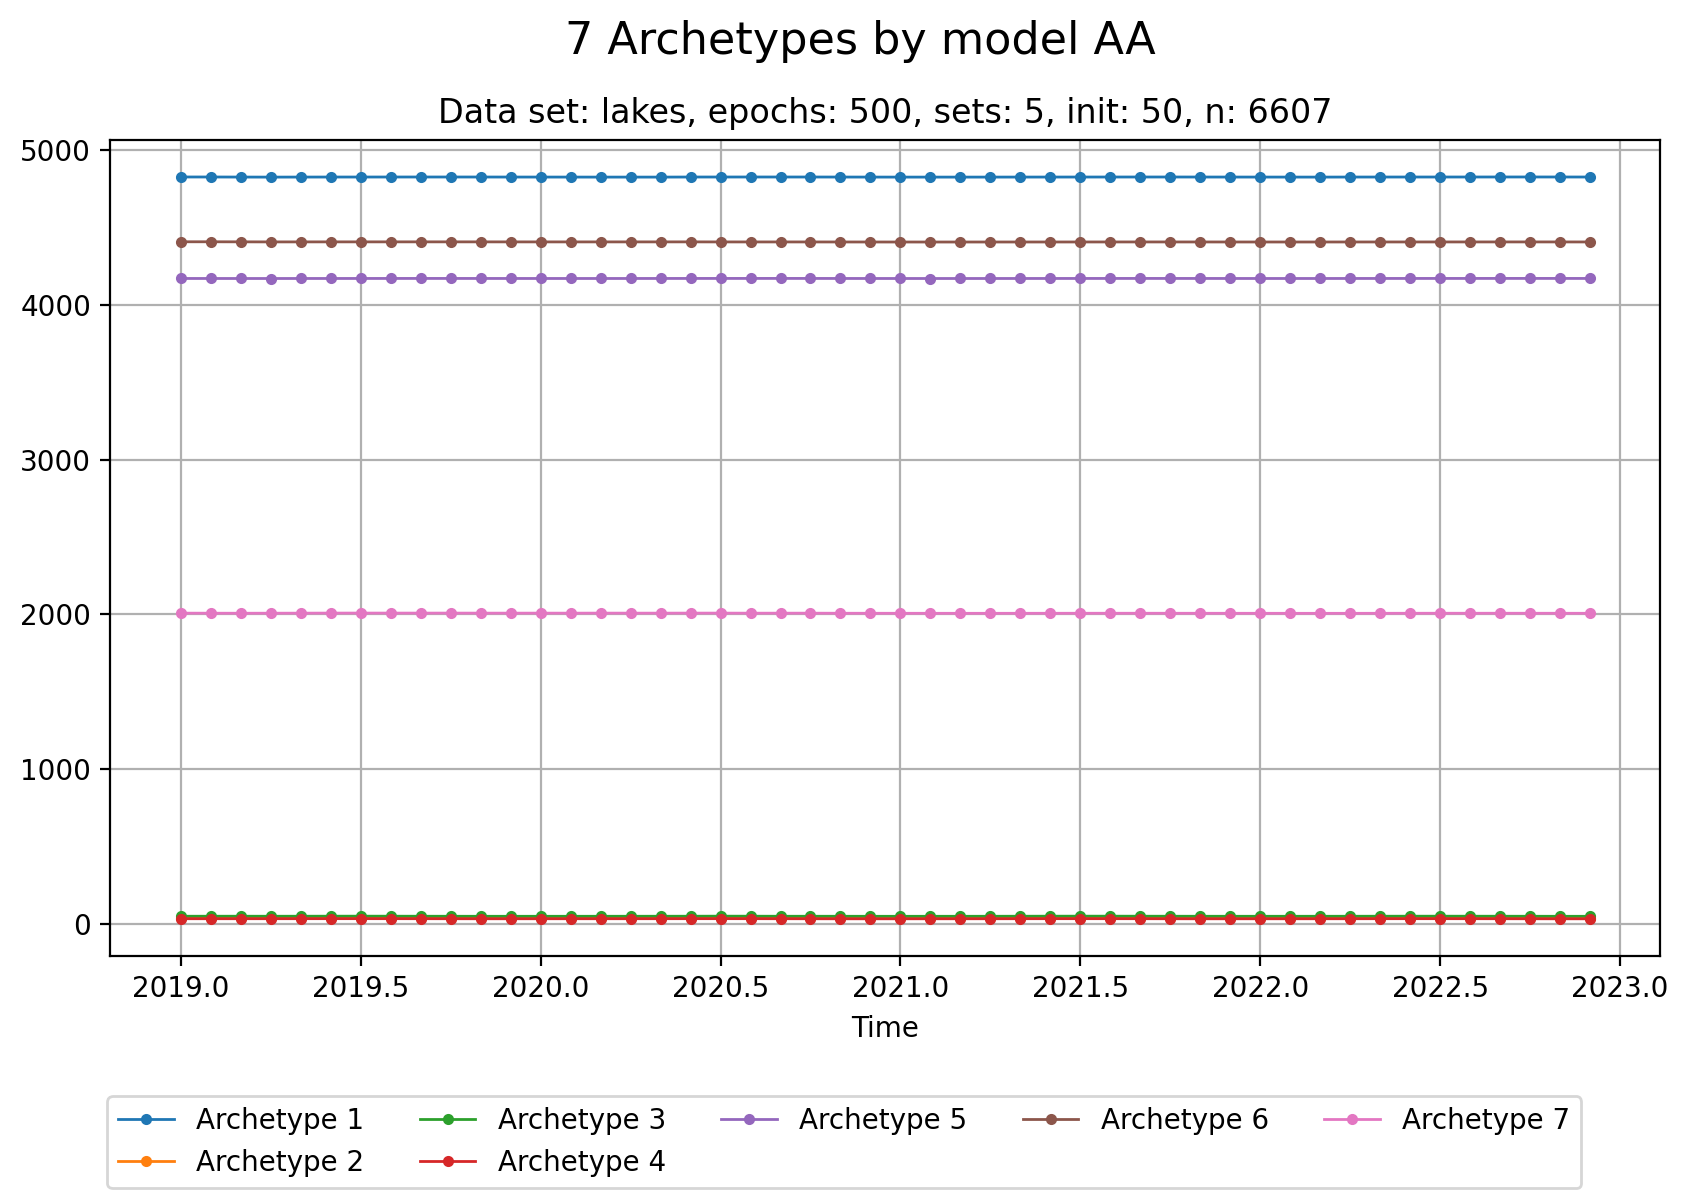 7 Archetypes by model AA
Data set: lakes, epochs: 500, sets: 5, init: 50, n: 6607
5000
4000
3000
2000
1000
0
2019.0 2019.5 2020.0 2020.5 2021.0 2021.5 2022.0 2022.5 2023.0
Time
Archetype 1 Archetype 3 Archetype 5 Archetype 6 Archetype 7
Archetype 2 Archetype 4